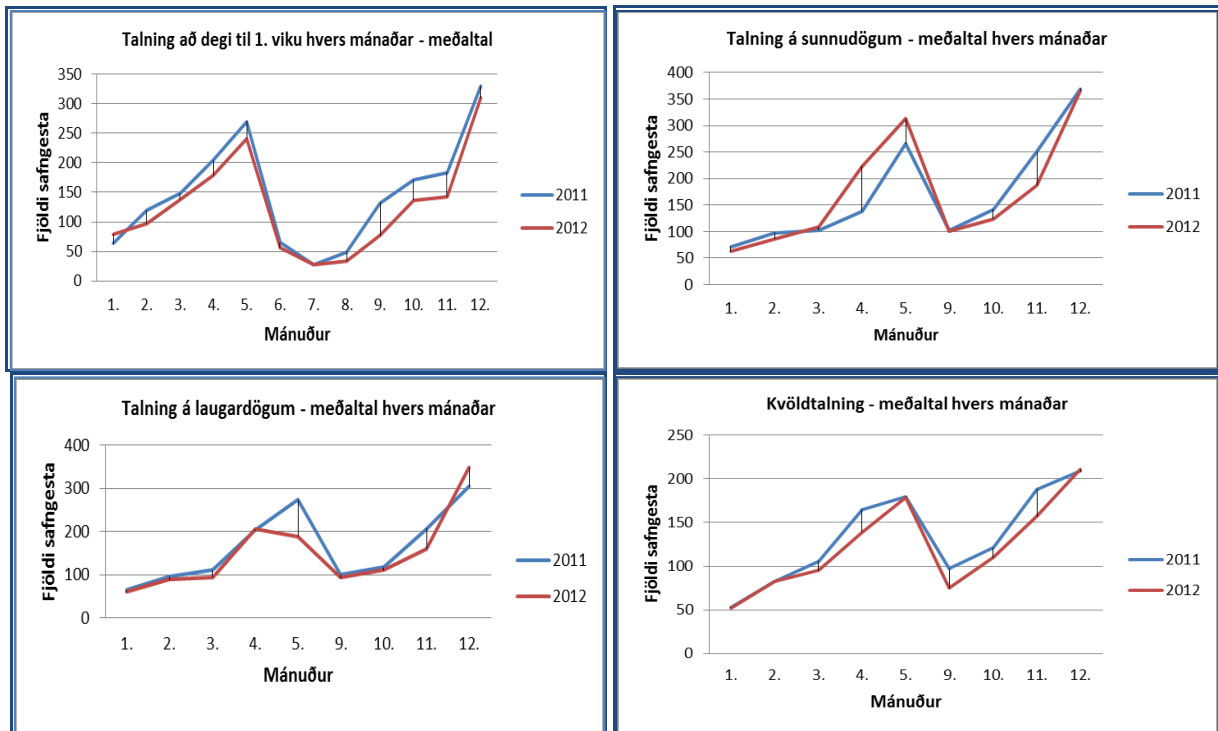 Talning að degi til 1. viku hvers mánaðar - meðaltal
Fjöldi safngesta
350
300
250
200
150
100
50
0
1. 2. 3. 4. 5. 6. 7. 8. 9. 10. 11. 12.
Mánuður
2011
2012
Talning á sunnudögum - meðaltal hvers mánaðar
Fjöldi safngesta
400
350
300
250
200
150
100
50
0
1. 2. 3. 4. 5. 9. 10. 11. 12.
Mánuður
2011
2012
Talning á laugardögum - meðaltal hvers mánaðar
Fjöldi safngesta
400
300
200
100
0
1. 2. 3. 4. 5. 9. 10. 11. 12.
Mánuður
2011
2012
Kvöldtalning - meðaltal hvers mánaðar
Fjöldi safngesta
250
200
150
100
50
0
1. 2. 3. 4. 5. 9. 10. 11. 12.
Mánuður
2011
2012